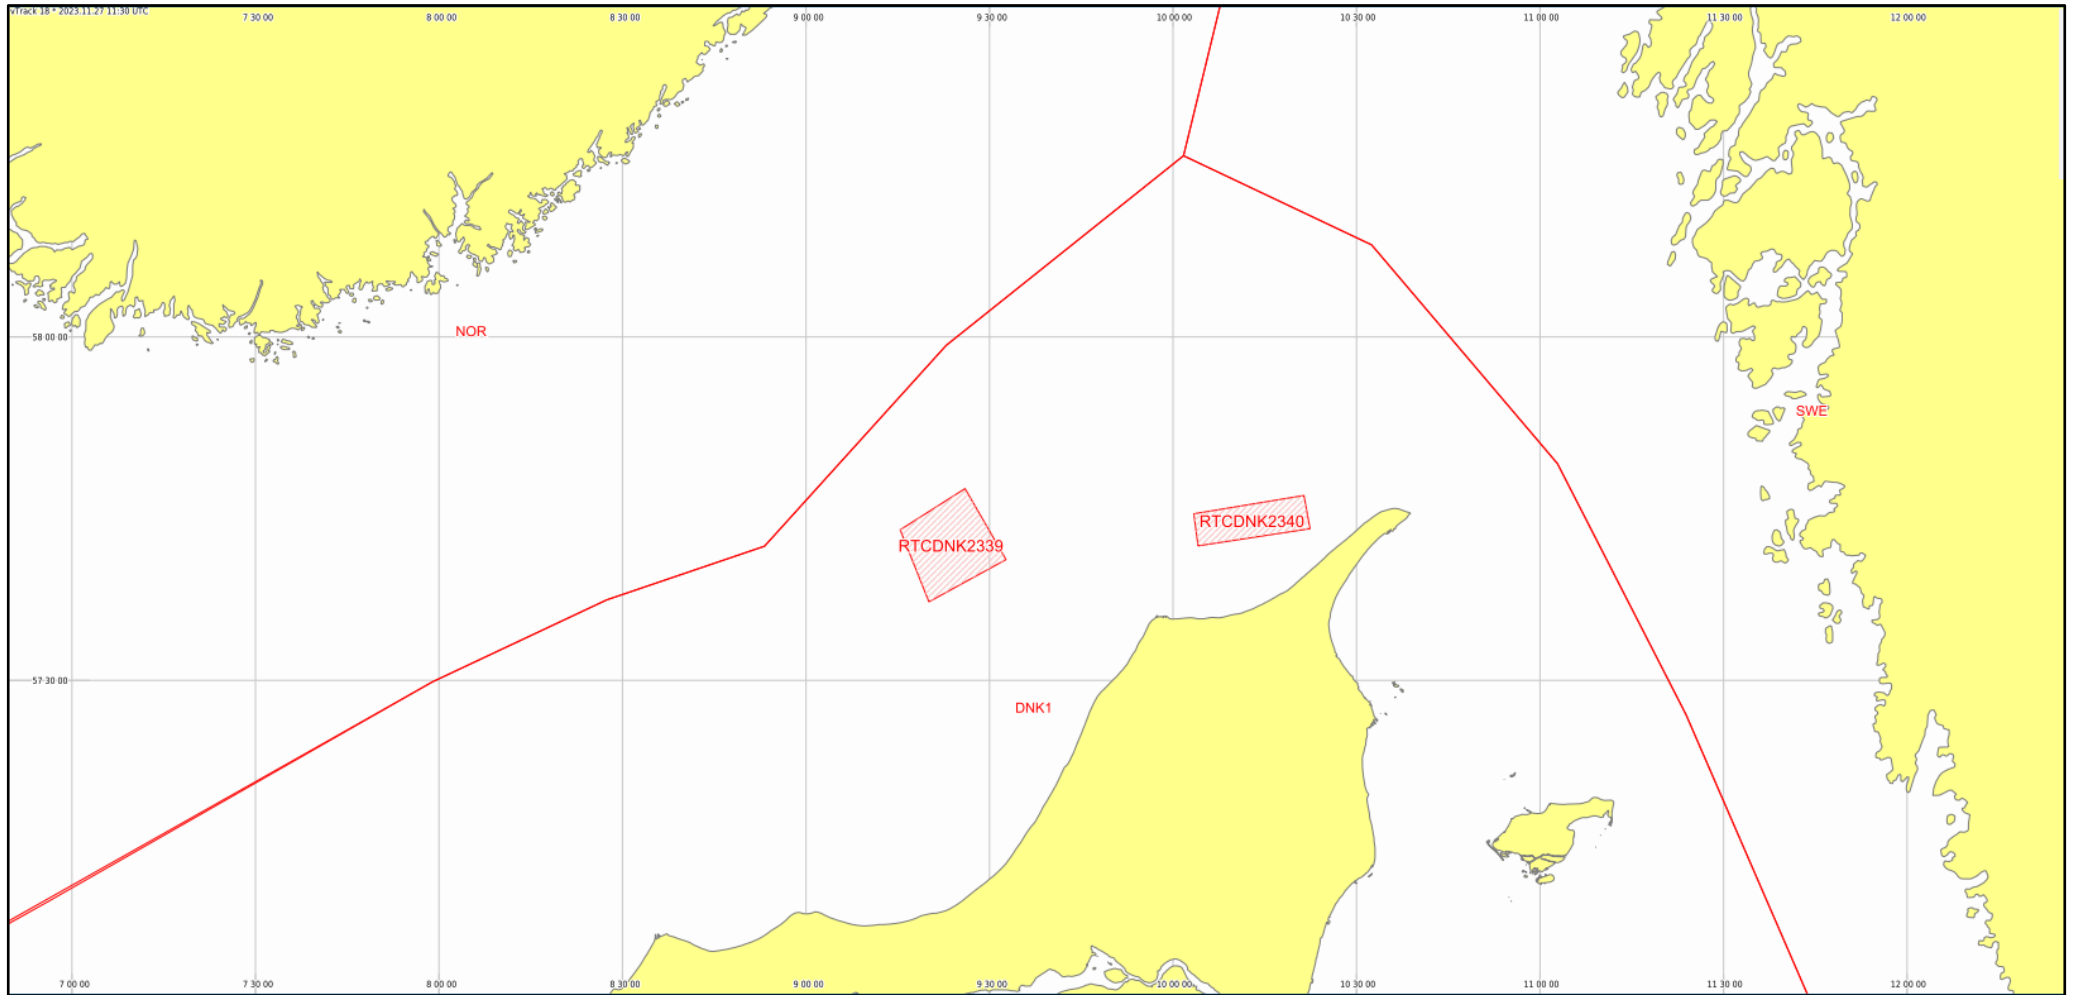 vTrack 18 * 2023.11.27 11:30 UTC
7 30 00
8 00 00
8 30 00
9 00 00
9 30 00
10 00 00
10 30 00
11 00 00
11 30 00
12 00 00
NOR
58 00 00
SWE
RTCDNK2340
RTCDNK2339
57 30 00
DNK1
7 00 00
7 30 00
8 00 00
8 30 00
9 00 00
9 30 00
10 00 00
10 30 00
11 00 00
11 30 00
12 00 00